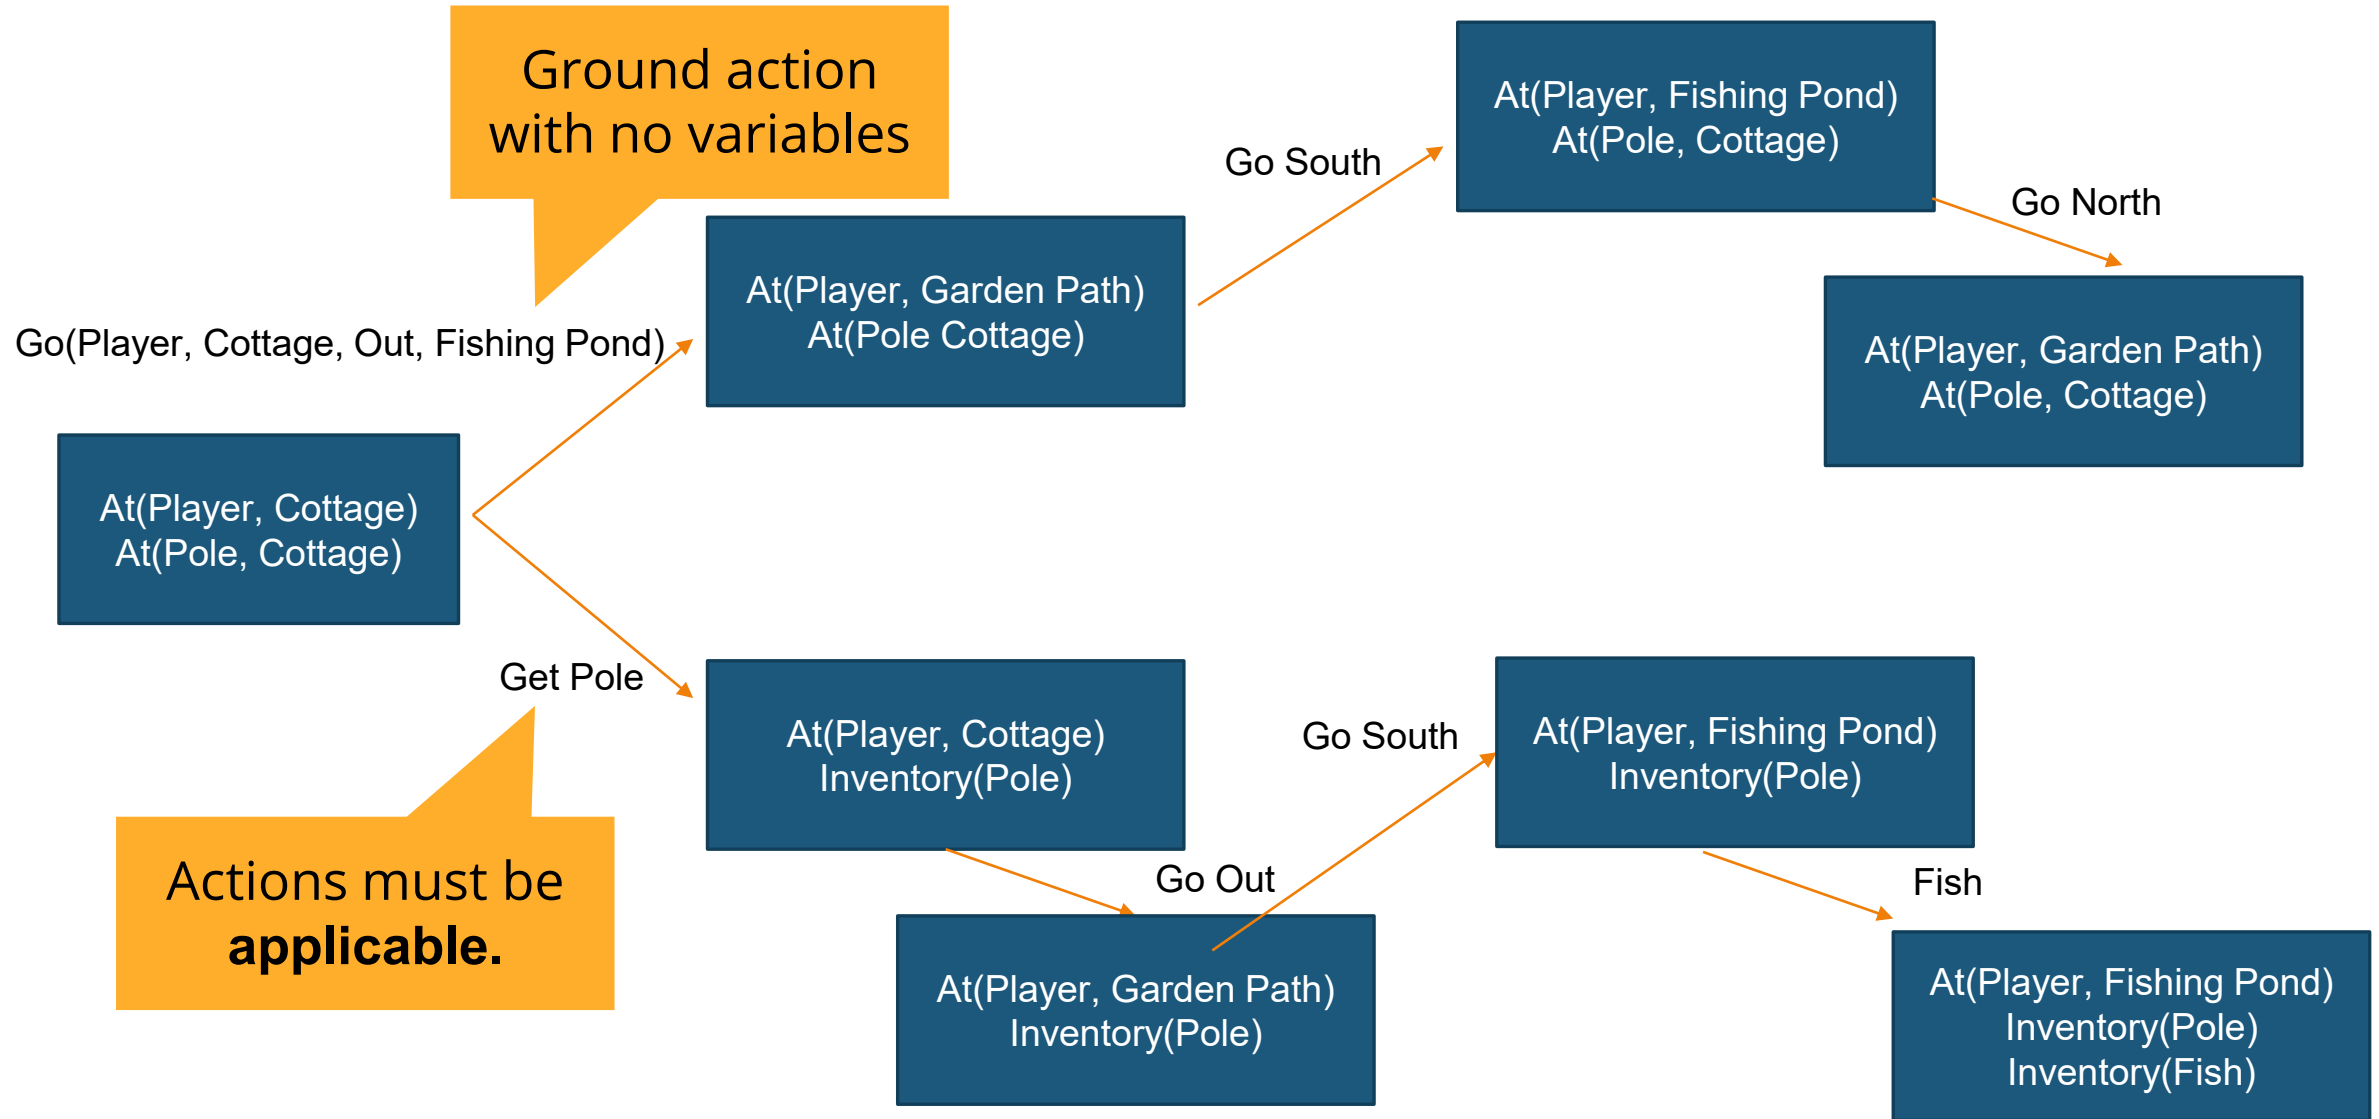 Ground action
with no variables
At(Player, Fishing Pond)
At(Pole, Cottage)
Go South
Go North
At(Player, Garden Path)
At(Pole Cottage)
Go(Player, Cottage, Out, Fishing Pond)
At(Player, Garden Path)
At(Pole, Cottage)
At(Player, Cottage)
At(Pole, Cottage)
Get Pole
At(Player, Cottage)
Inventory(Pole)
Go South
At(Player, Fishing Pond)
Inventory(Pole)
Actions must be
applicable.
Go Out
Fish
At(Player, Garden Path)
Inventory(Pole)
At(Player, Fishing Pond)
Inventory(Pole)
Inventory(Fish)